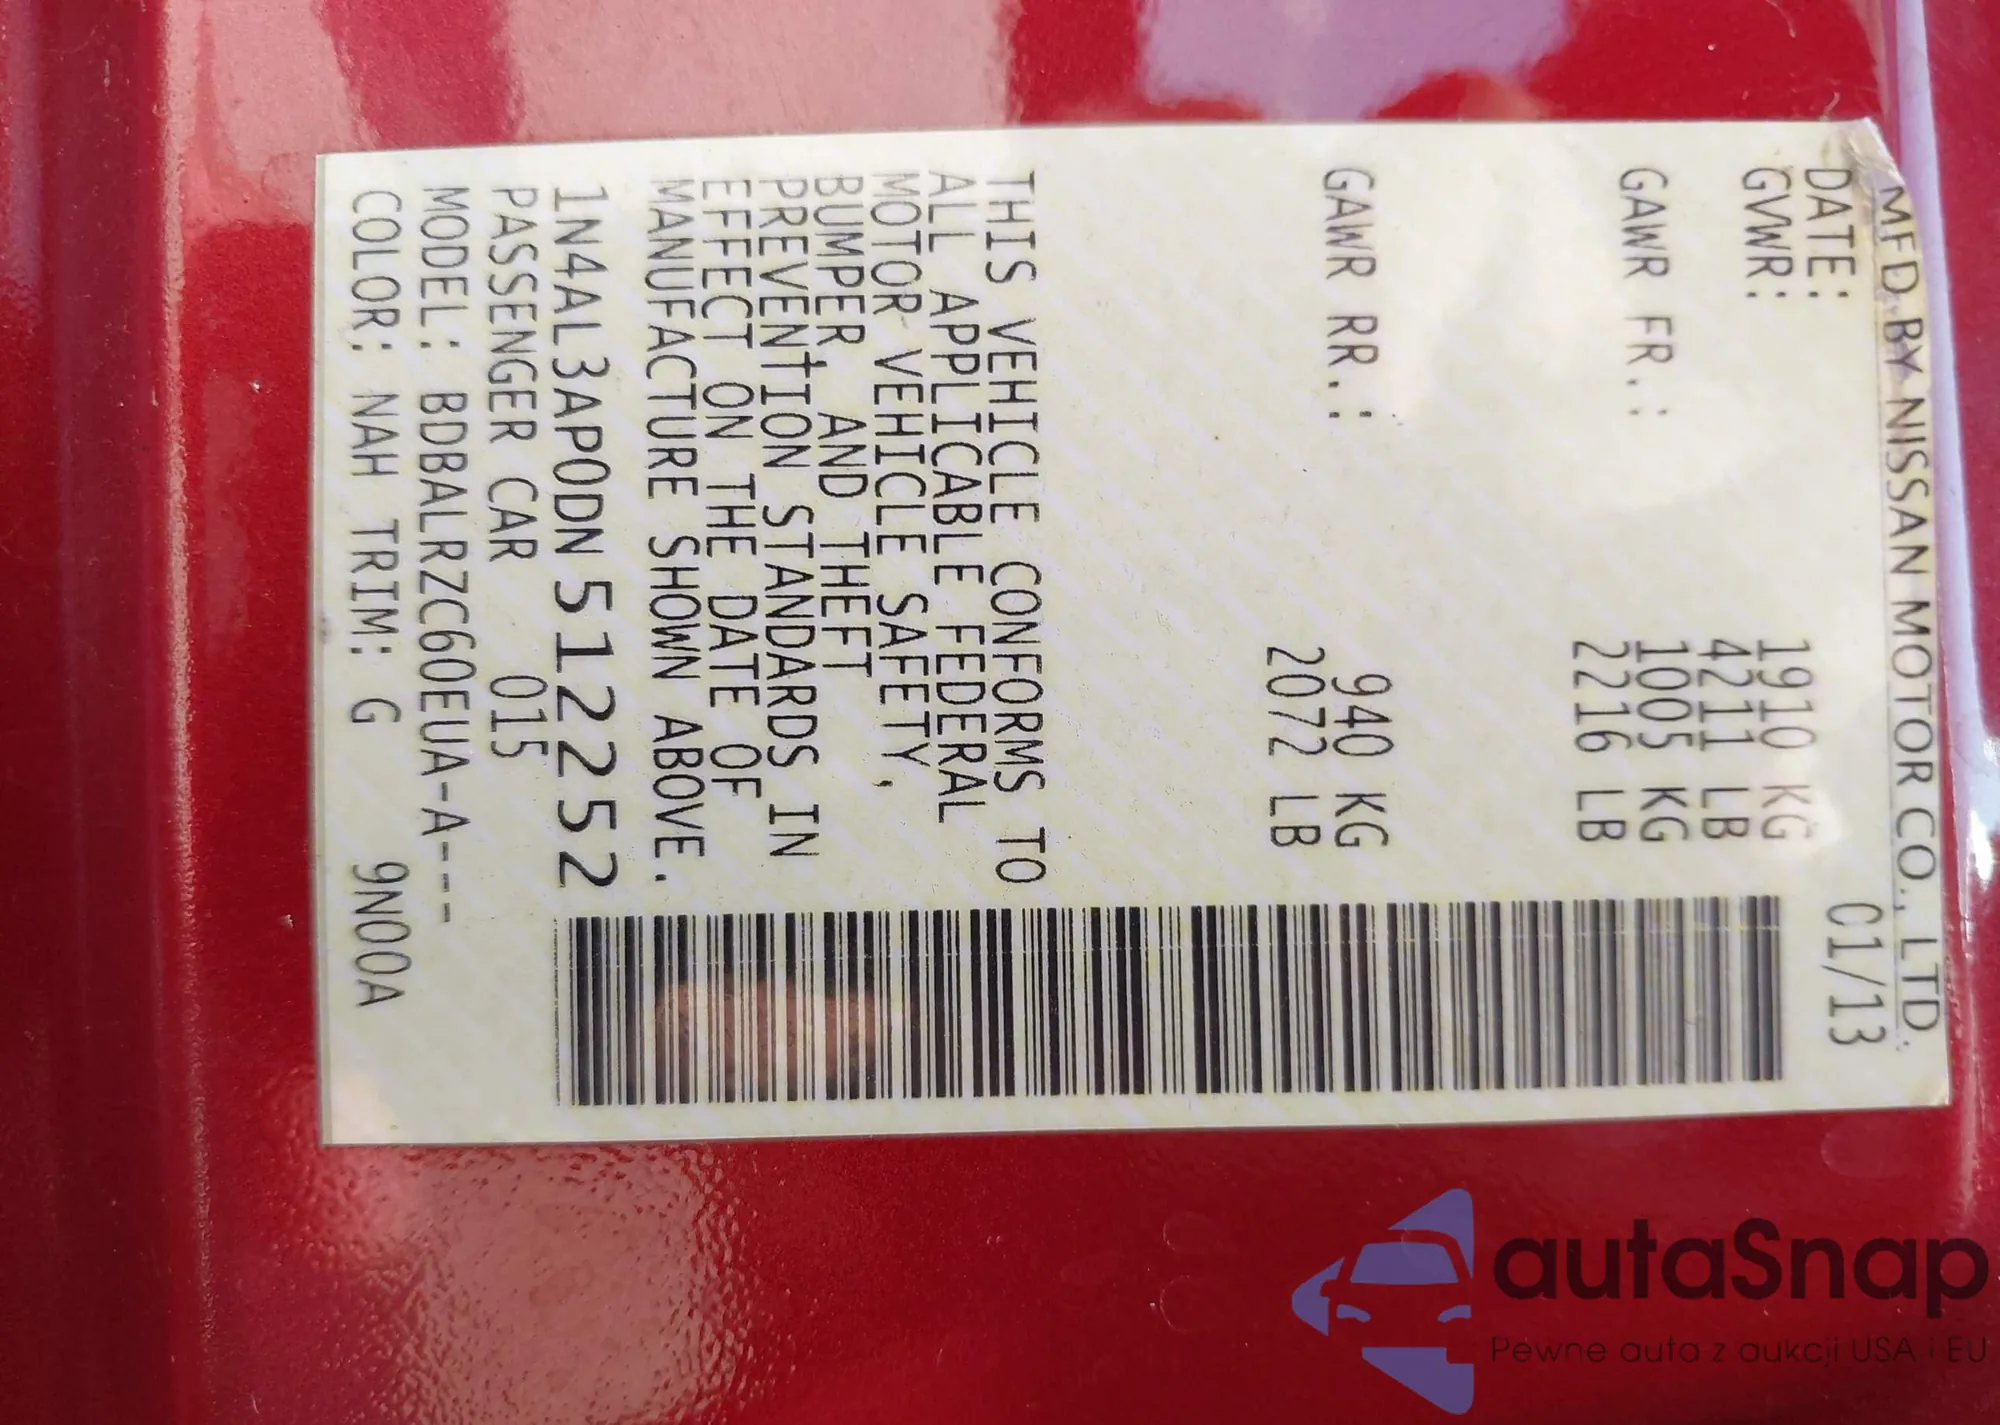 MFD BY NISSAN MOTOR CO., LTD.
DATE: C1/13
GVWR: 1910 KG
4211 LB
GAWR FR.: 1005 KG
2216 LB
GAWR RR.: 940 KG
2072 LB
THIS VEHICLE CONFORMS TO
ALL APPLICABLE FEDERAL
MOTOR VEHICLE SAFETY,
BUMPER, AND THEFT
PREVENTION STANDARDS IN
EFFECT ON THE DATE OF
MANUFACTURE SHOWN ABOVE.
1N4AL3AP0DN 512252
PASSENGER CAR 015
MODEL: BDBALRZC60EUA-A----
COLOR: NAH TRIM: G 9N00A
autaSnap
Pewne auta z aukcji USA i EU